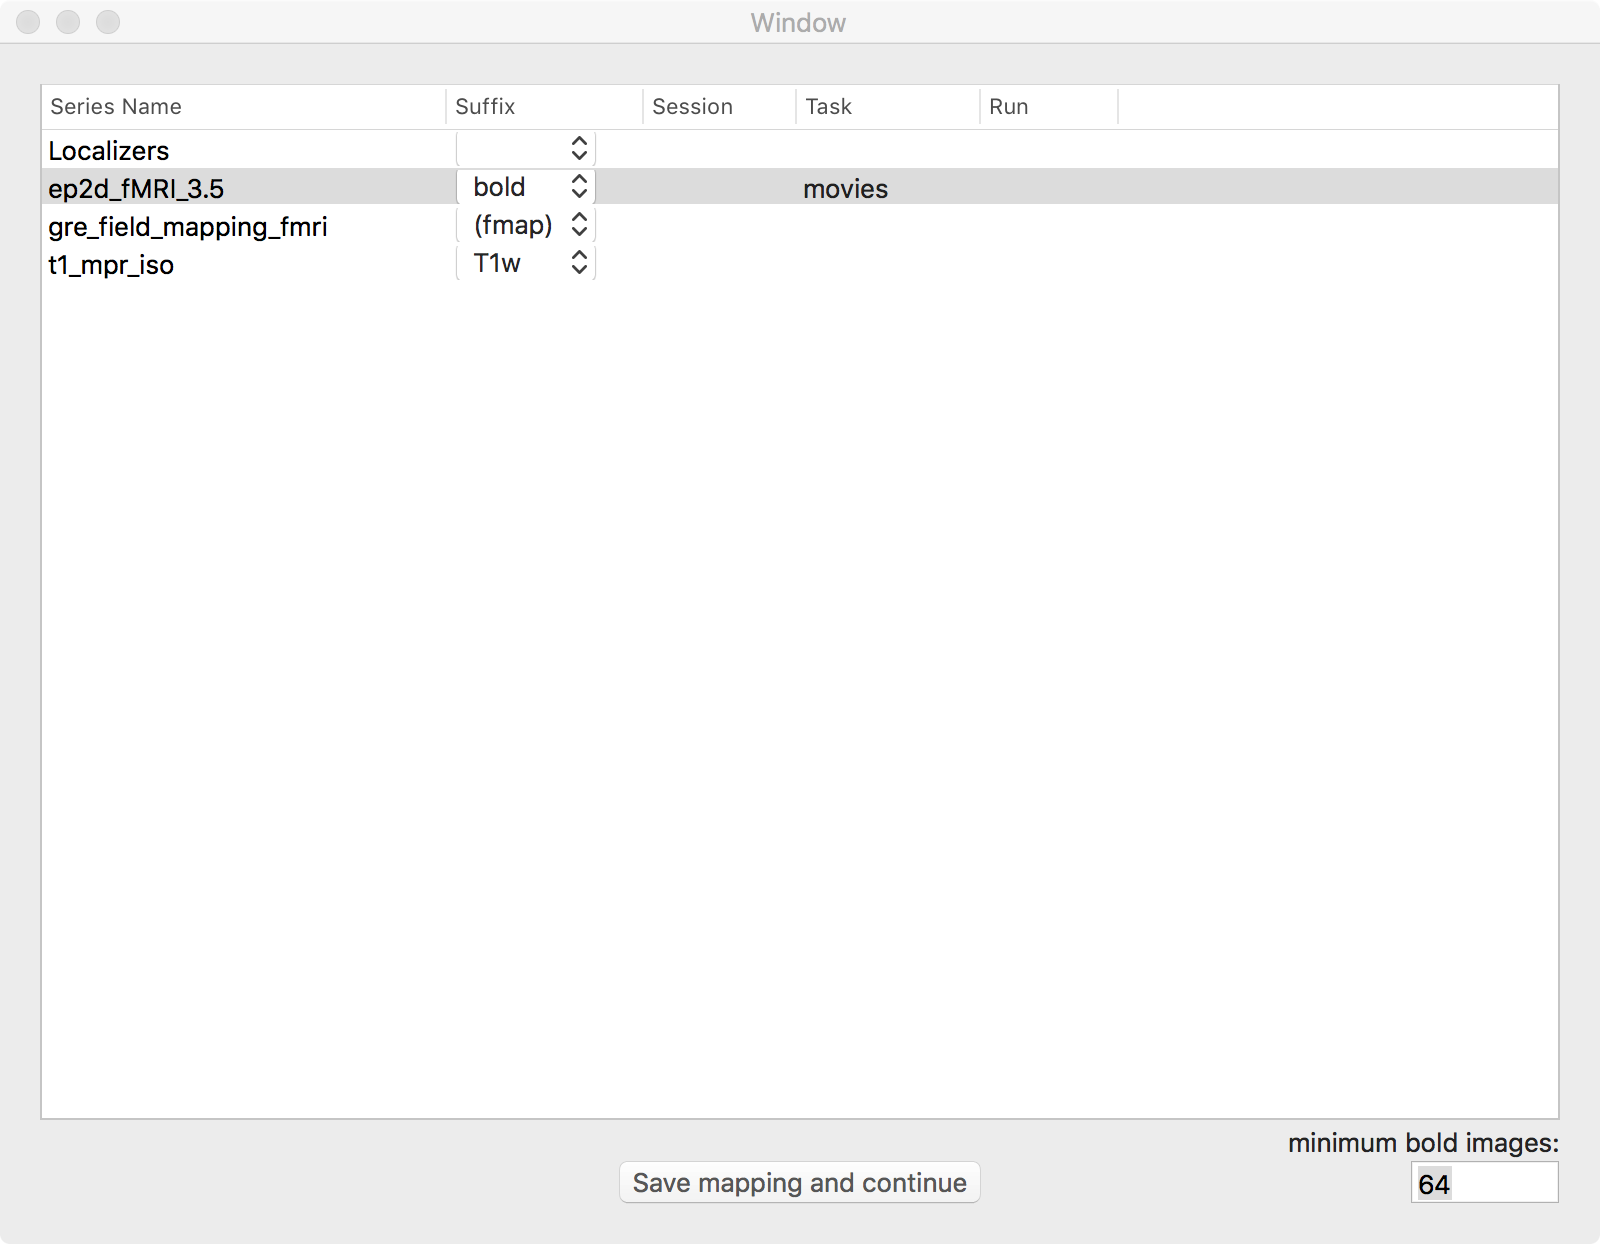 Window
Series Name Suffix Session Task Run
Localizers
ep2d_fMRI_3.5 bold movies
gre_field_mapping_fmri (fmap)
t1_mpr_iso T1w
minimum bold images:
Save mapping and continue 64